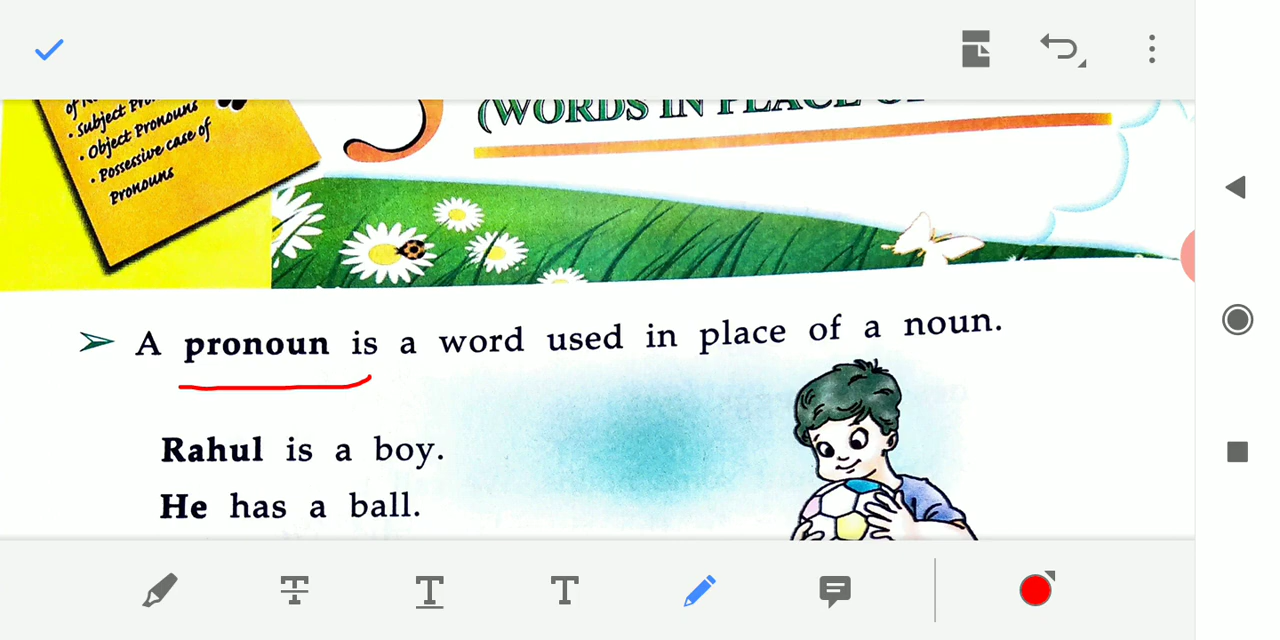 • Subject
• Object Pronouns
• Possessive case of
Pronouns
(WORDS IN PLACE
➢ A pronoun is a word used in place of a noun.
Rahul is a boy.
He has a ball.